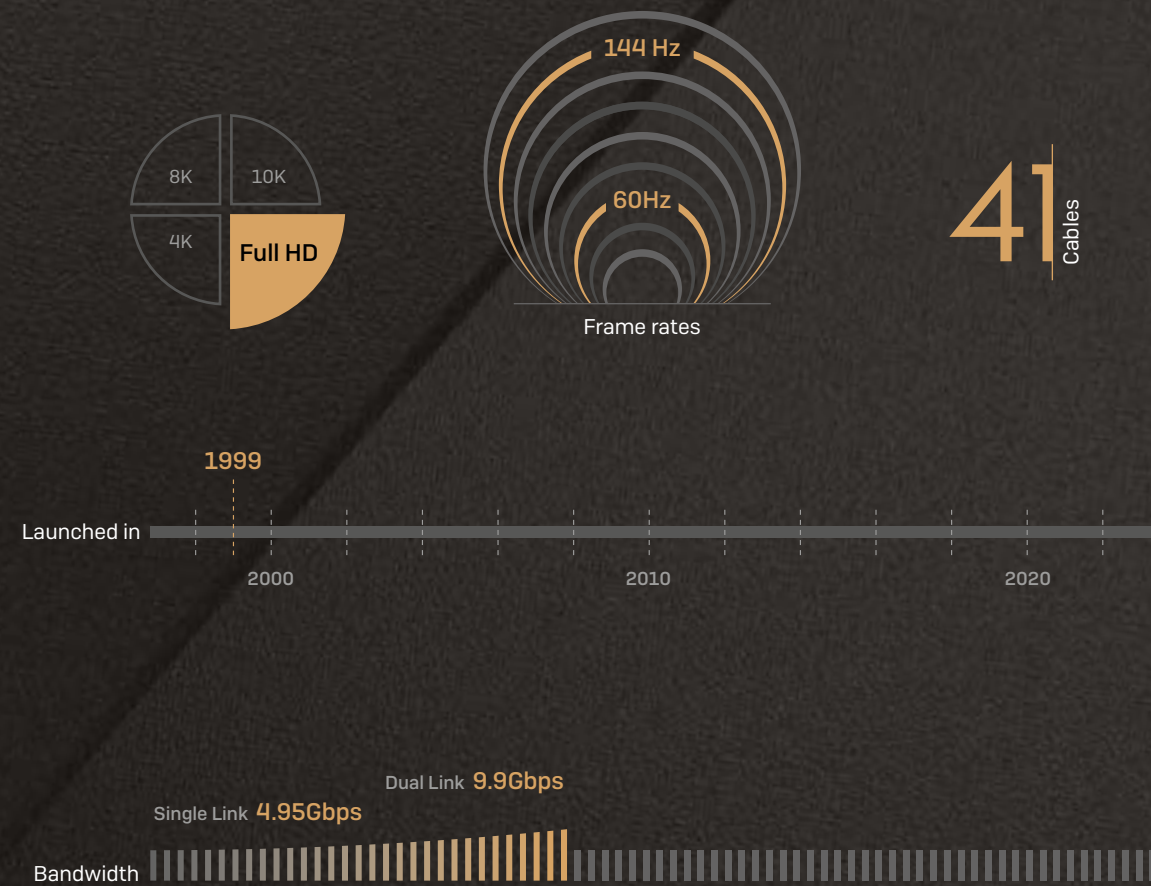 144 Hz
8K
10K
4K
Full HD
60Hz
41
Cables
Frame rates
1999
Launched in
2000
2010
2020
Dual Link 9.9Gbps
Single Link 4.95Gbps
Bandwidth